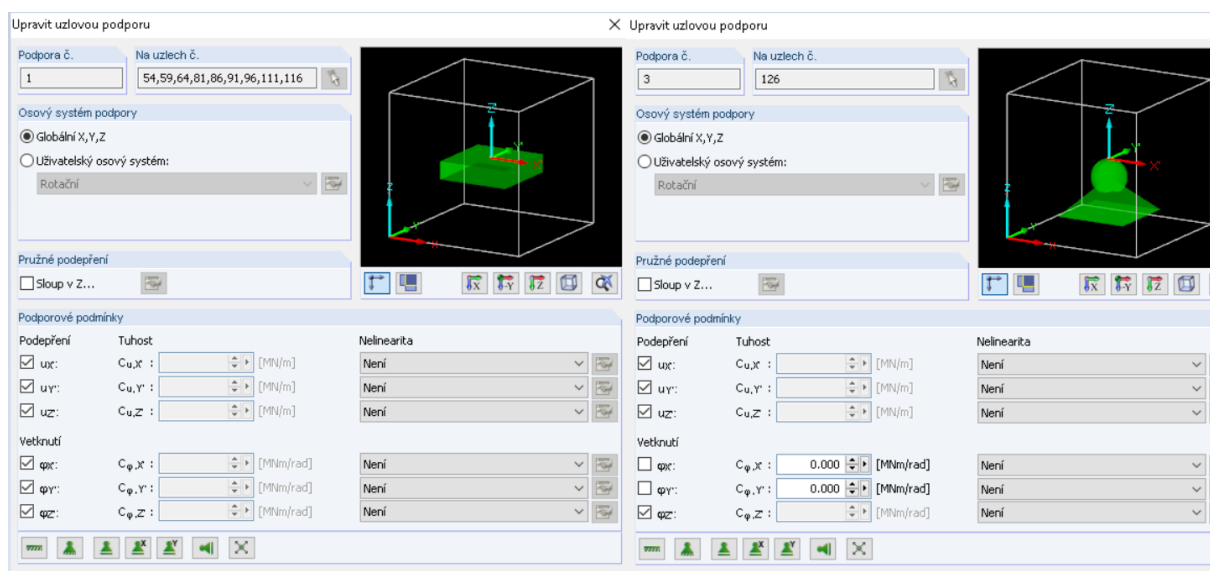 Upravit uzlovou podporu
Podpora č.
Na uzlech č.
1
54,59,64,81,86,91,96,111,116
Osový systém podpory
Globální X,Y,Z
Uživatelský osový systém:
Rotační
Z'
Y'
X'
Z
Y
X
Pružné podepření
Sloup v Z...
X
-Y
Z
Podporové podmínky
Podepření Tuhost Nelinearita
uX': Cu,X' : [MN/m] Není
uY': Cu,Y' : [MN/m] Není
uZ': Cu,Z' : [MN/m] Není
Vetknutí
φX': Cφ,X' : [MNm/rad] Není
φY': Cφ,Y' : [MNm/rad] Není
φZ': Cφ,Z' : [MNm/rad] Není
X
Y
Upravit uzlovou podporu
Podpora č.
Na uzlech č.
3
126
Osový systém podpory
Globální X,Y,Z
Uživatelský osový systém:
Rotační
Z'
Y'
X'
Z
Y
X
Pružné podepření
Sloup v Z...
X
-Y
Z
Podporové podmínky
Podepření Tuhost Nelinearita
uX': Cu,X' : [MN/m] Není
uY': Cu,Y' : [MN/m] Není
uZ': Cu,Z' : [MN/m] Není
Vetknutí
φX': Cφ,X' : 0.000 [MNm/rad] Není
φY': Cφ,Y' : 0.000 [MNm/rad] Není
φZ': Cφ,Z' : [MNm/rad] Není
X
Y